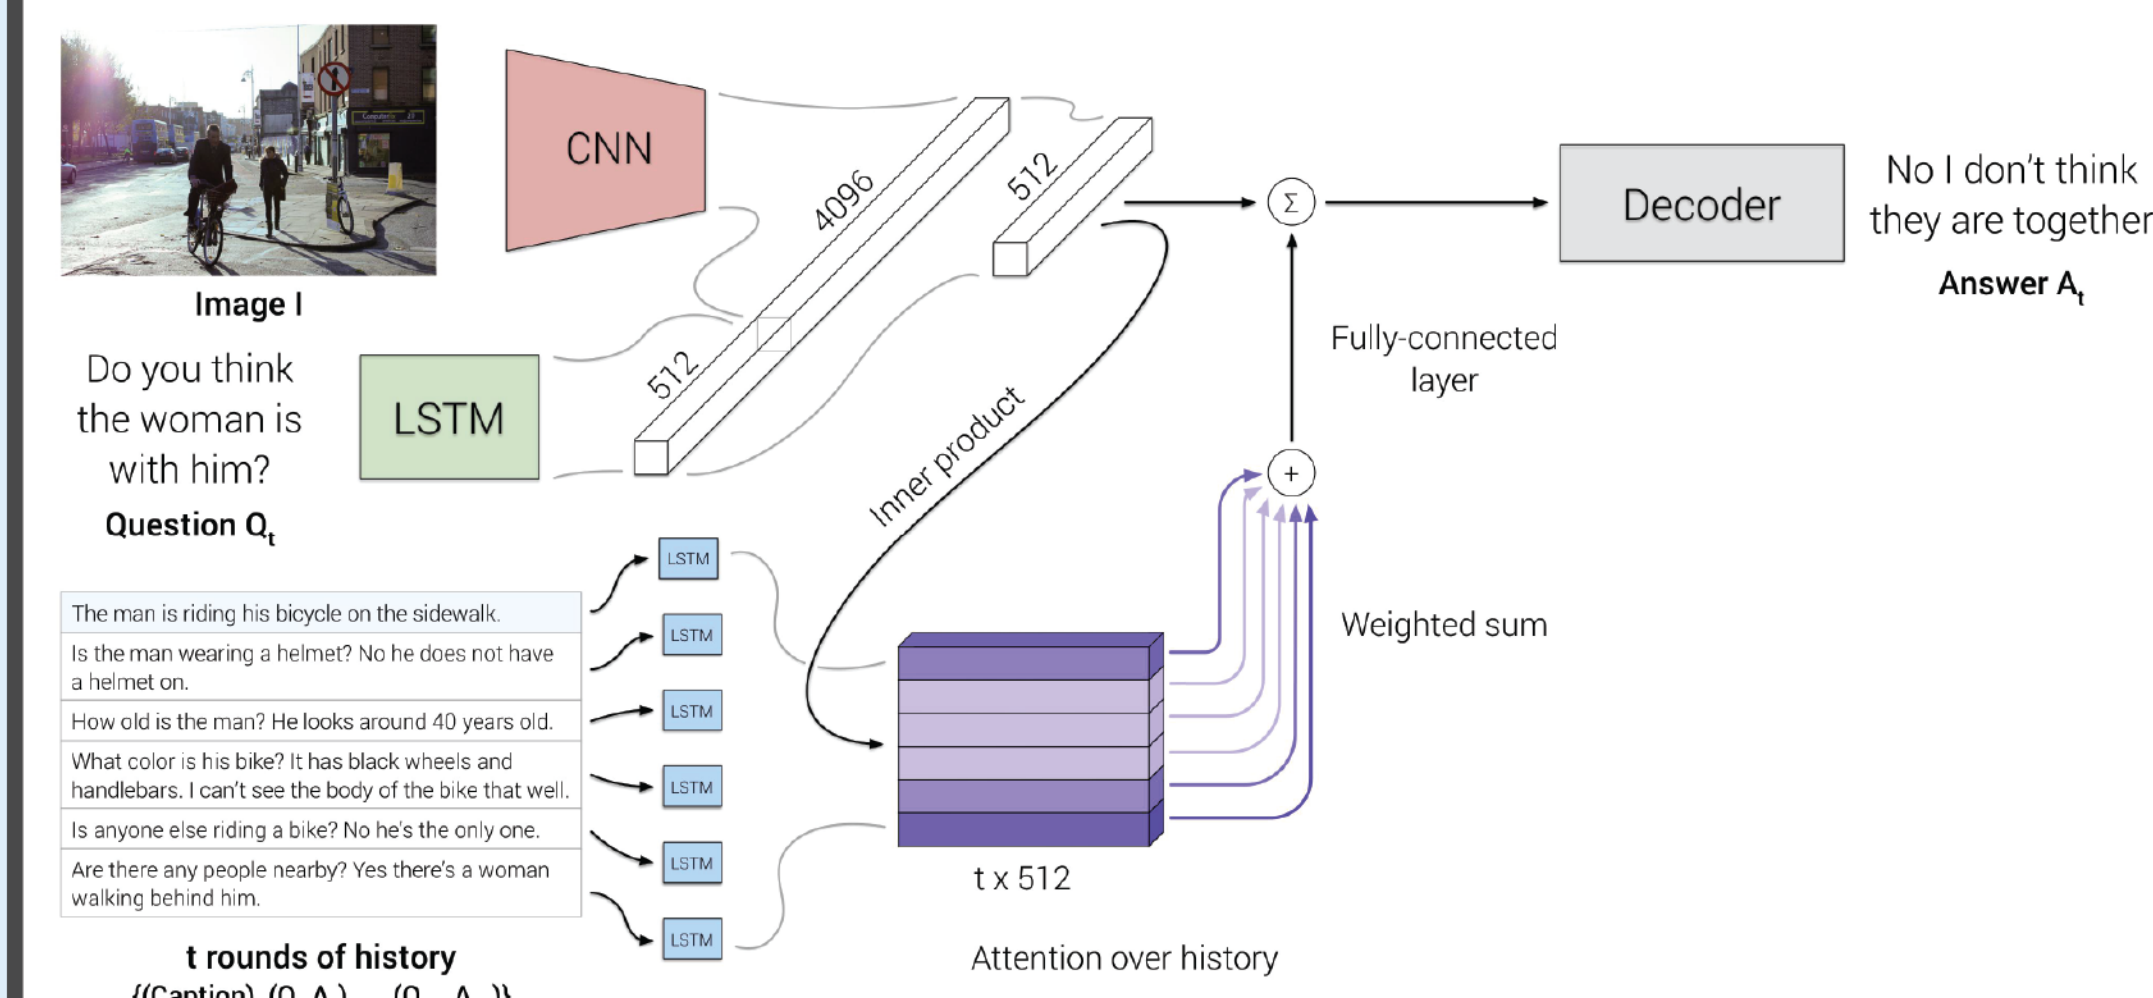 CNN
4096
512
512
Σ
Decoder
No I don't think
they are together
Answer At
Image I
Do you think
the woman is
with him?
Question Qt
LSTM
Fully-connected
layer
Inner product
+
Weighted sum
The man is riding his bicycle on the sidewalk.
Is the man wearing a helmet? No he does not have
a helmet on.
How old is the man? He looks around 40 years old.
What color is his bike? It has black wheels and
handlebars. I can't see the body of the bike that well.
Is anyone else riding a bike? No he's the only one.
Are there any people nearby? Yes there's a woman
walking behind him.
LSTM
LSTM
LSTM
LSTM
LSTM
LSTM
t x 512
Attention over history
t rounds of history
{(Caption), (Q